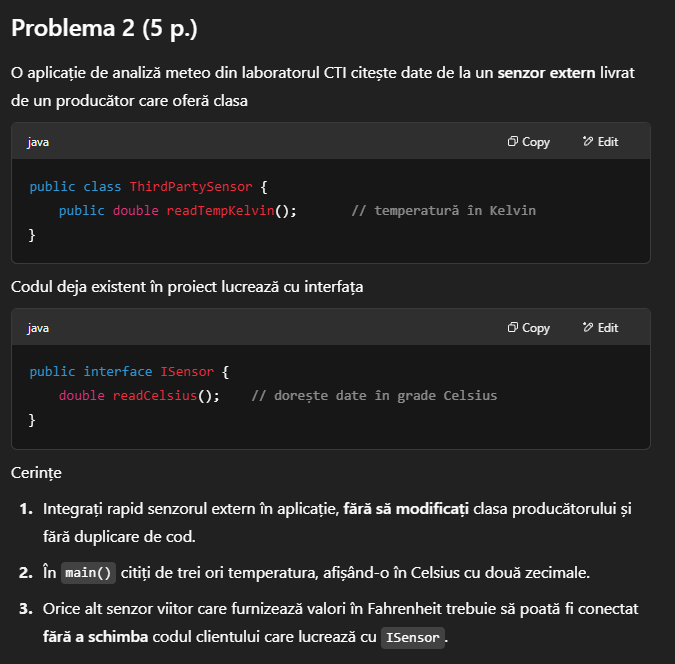 Problema 2 (5 p.)
O aplicație de analiză meteo din laboratorul CTI citește date de la un senzor extern livrat
de un producător care oferă clasa
java
Copy
Edit
public class ThirdPartySensor {
    public double readTempKelvin();       // temperatură în Kelvin
}
Codul deja existent în proiect lucrează cu interfața
java
Copy
Edit
public interface ISensor {
    double readCelsius();    // dorește date în grade Celsius
}
Cerințe
1. Integrați rapid senzorul extern în aplicație, fără să modificați clasa producătorului și
fără duplicare de cod.
2. În main() citiți de trei ori temperatura, afișând-o în Celsius cu două zecimale.
3. Orice alt senzor viitor care furnizează valori în Fahrenheit trebuie să poată fi conectat
fără a schimba codul clientului care lucrează cu ISensor.